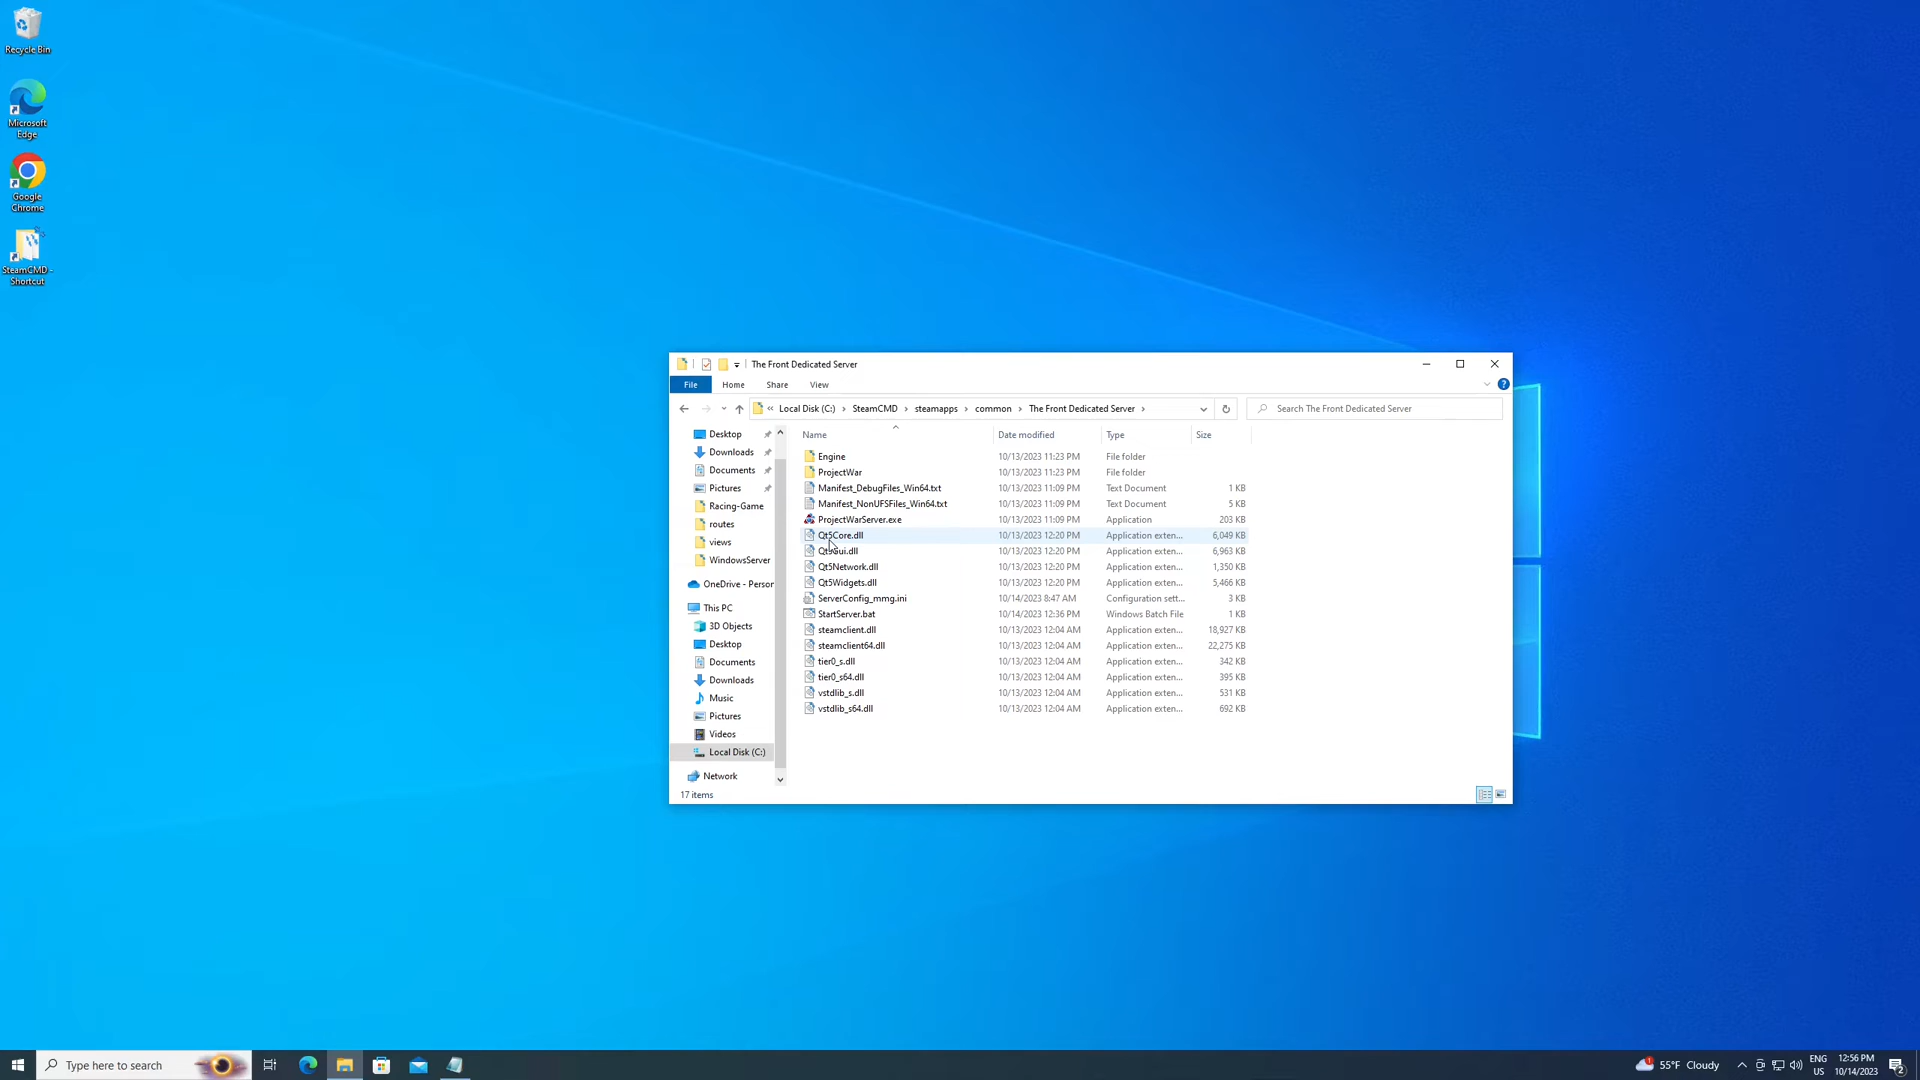 Recycle Bin
Microsoft
Edge
Google
Chrome
SteamCMD -
Shortcut
The Front Dedicated Server
File
Home
Share
View
Local Disk (C:)
SteamCMD
steamapps
common
The Front Dedicated Server
Search The Front Dedicated Server
Name
Date modified
Type
Size
Desktop
Downloads
Documents
Pictures
Racing-Game
routes
views
WindowsServer
OneDrive - Person
This PC
3D Objects
Desktop
Documents
Downloads
Music
Pictures
Videos
Local Disk (C:)
Network
Engine 10/13/2023 11:23 PM File folder
ProjectWar 10/13/2023 11:23 PM File folder
Manifest_DebugFiles_Win64.txt 10/13/2023 11:09 PM Text Document 1 KB
Manifest_NonUFSFiles_Win64.txt 10/13/2023 11:09 PM Text Document 5 KB
ProjectWarServer.exe 10/13/2023 11:09 PM Application 203 KB
Qt5Core.dll 10/13/2023 12:20 PM Application exten... 6,049 KB
Qt5Gui.dll 10/13/2023 12:20 PM Application exten... 6,963 KB
Qt5Network.dll 10/13/2023 12:20 PM Application exten... 1,350 KB
Qt5Widgets.dll 10/13/2023 12:20 PM Application exten... 5,466 KB
ServerConfig_mmg.ini 10/14/2023 8:47 AM Configuration sett... 3 KB
StartServer.bat 10/14/2023 12:36 PM Windows Batch File 1 KB
steamclient.dll 10/13/2023 12:04 AM Application exten... 18,927 KB
steamclient64.dll 10/13/2023 12:04 AM Application exten... 22,275 KB
tier0_s.dll 10/13/2023 12:04 AM Application exten... 342 KB
tier0_s64.dll 10/13/2023 12:04 AM Application exten... 395 KB
vstdlib_s.dll 10/13/2023 12:04 AM Application exten... 531 KB
vstdlib_s64.dll 10/13/2023 12:04 AM Application exten... 692 KB
17 items
Type here to search
1
55°F Cloudy
ENG
US
12:56 PM
10/14/2023
2